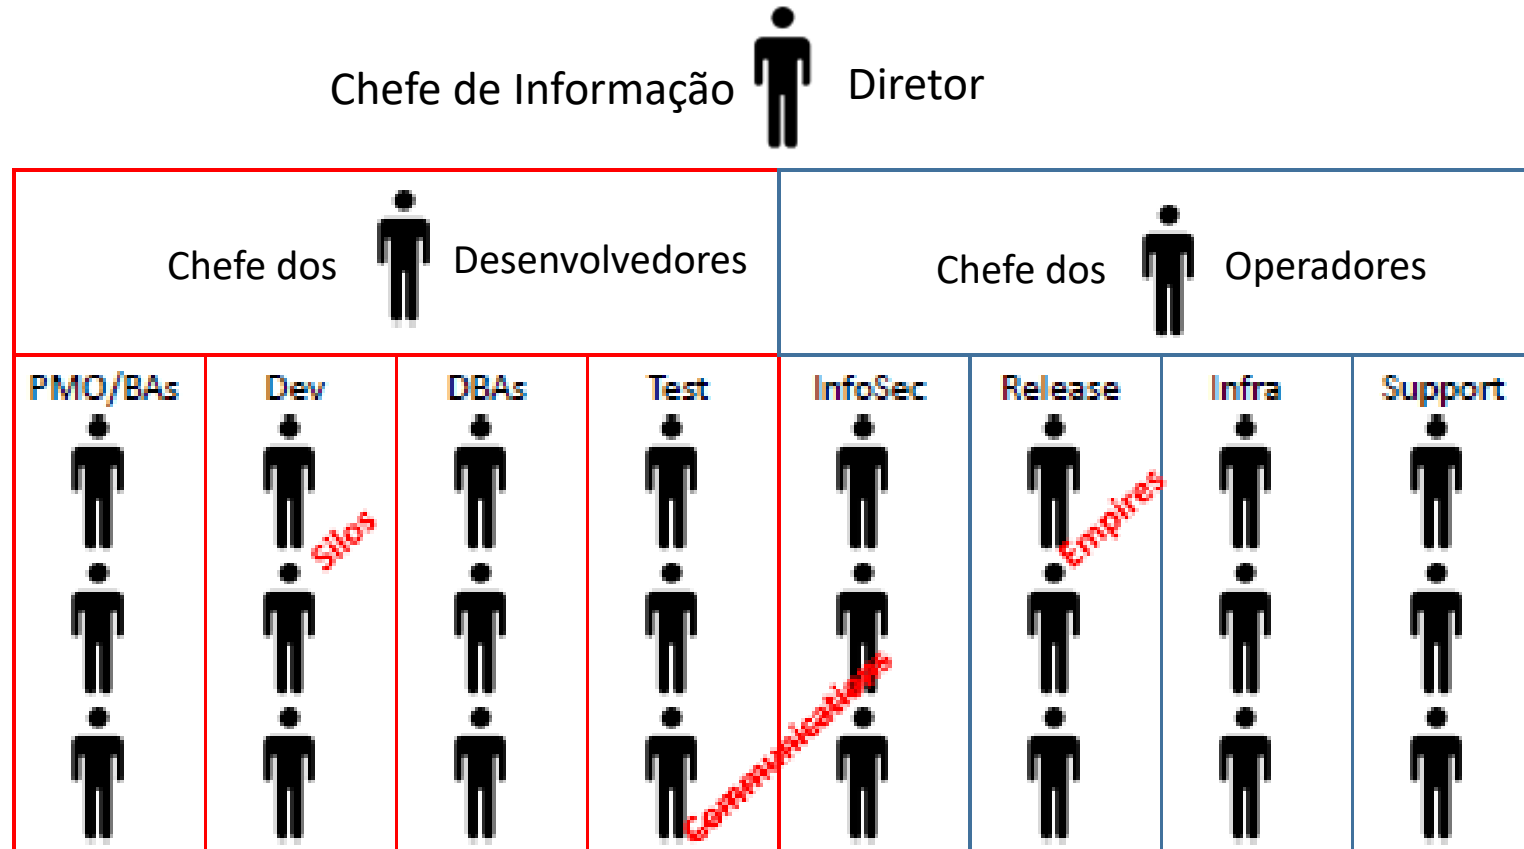 Chefe de Informação Diretor
Chefe dos Desenvolvedores
Chefe dos Operadores
PMO/BAs Dev DBAs Test InfoSec Release Infra Support
Silos
Empires
Communications